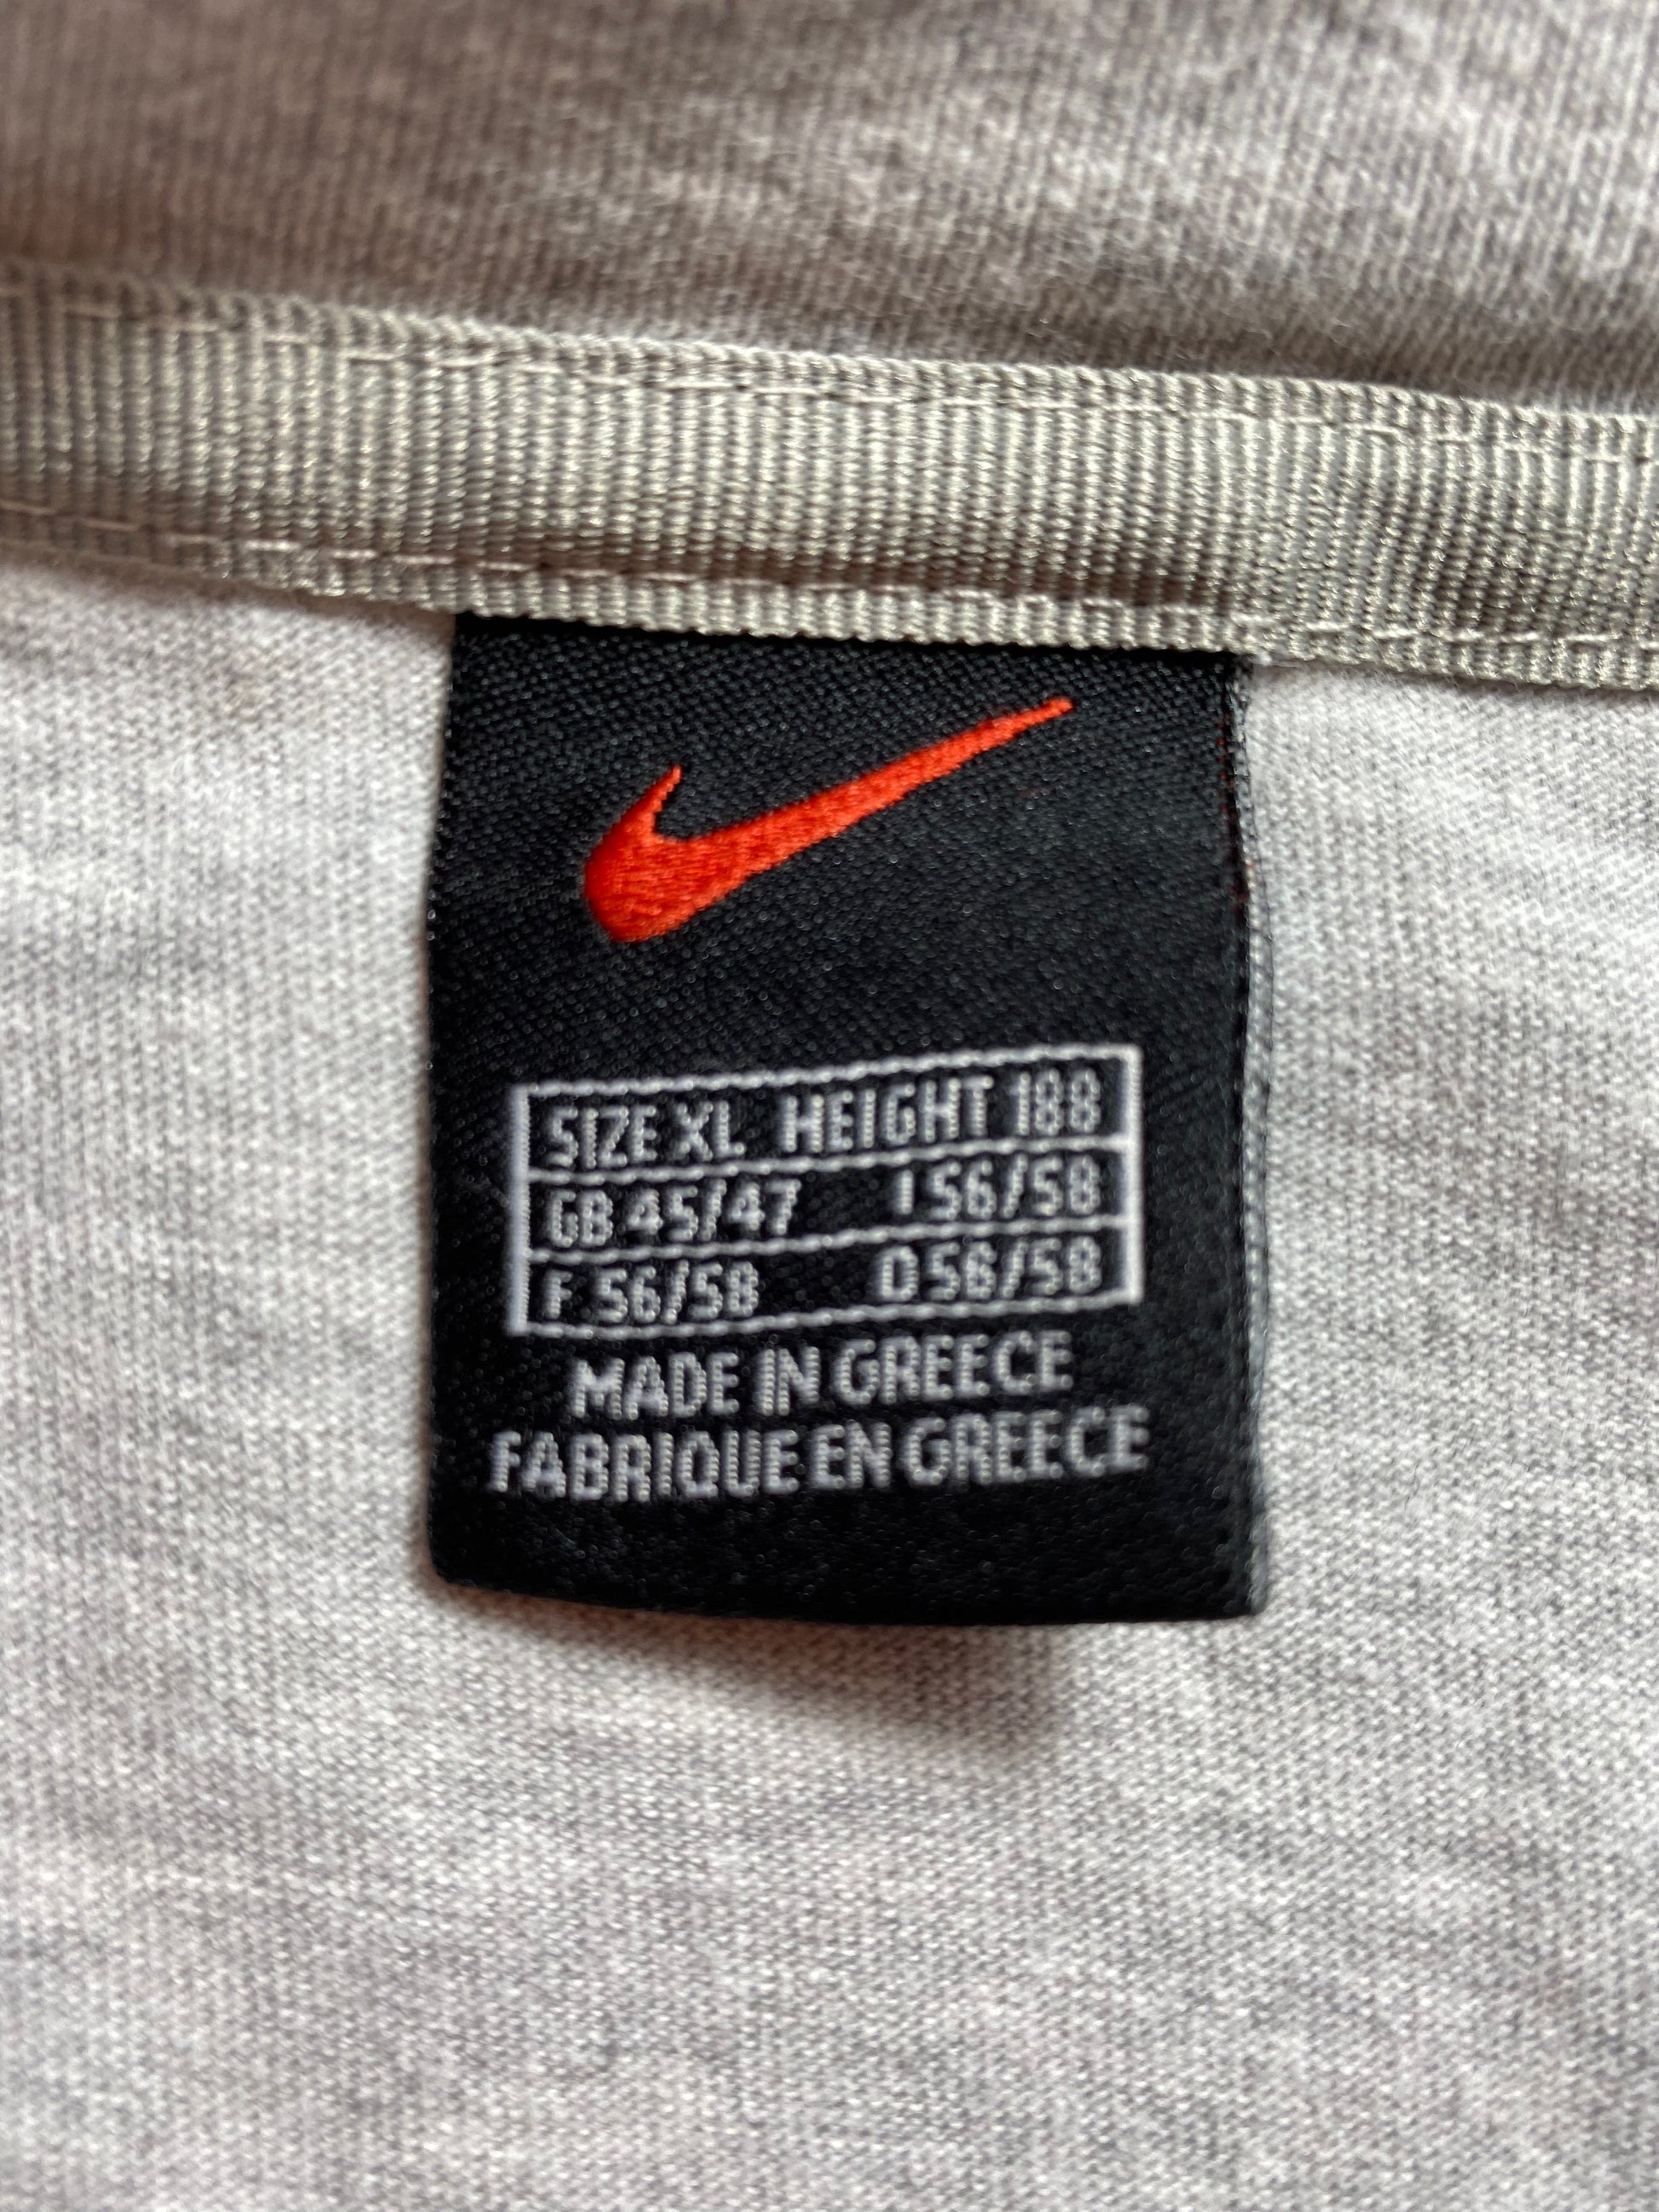 SIZE XL HEIGHT 188
GB 45/47 I 56/58
F 56/58 D 56/58
MADE IN GREECE
FABRIQUE EN GREECE